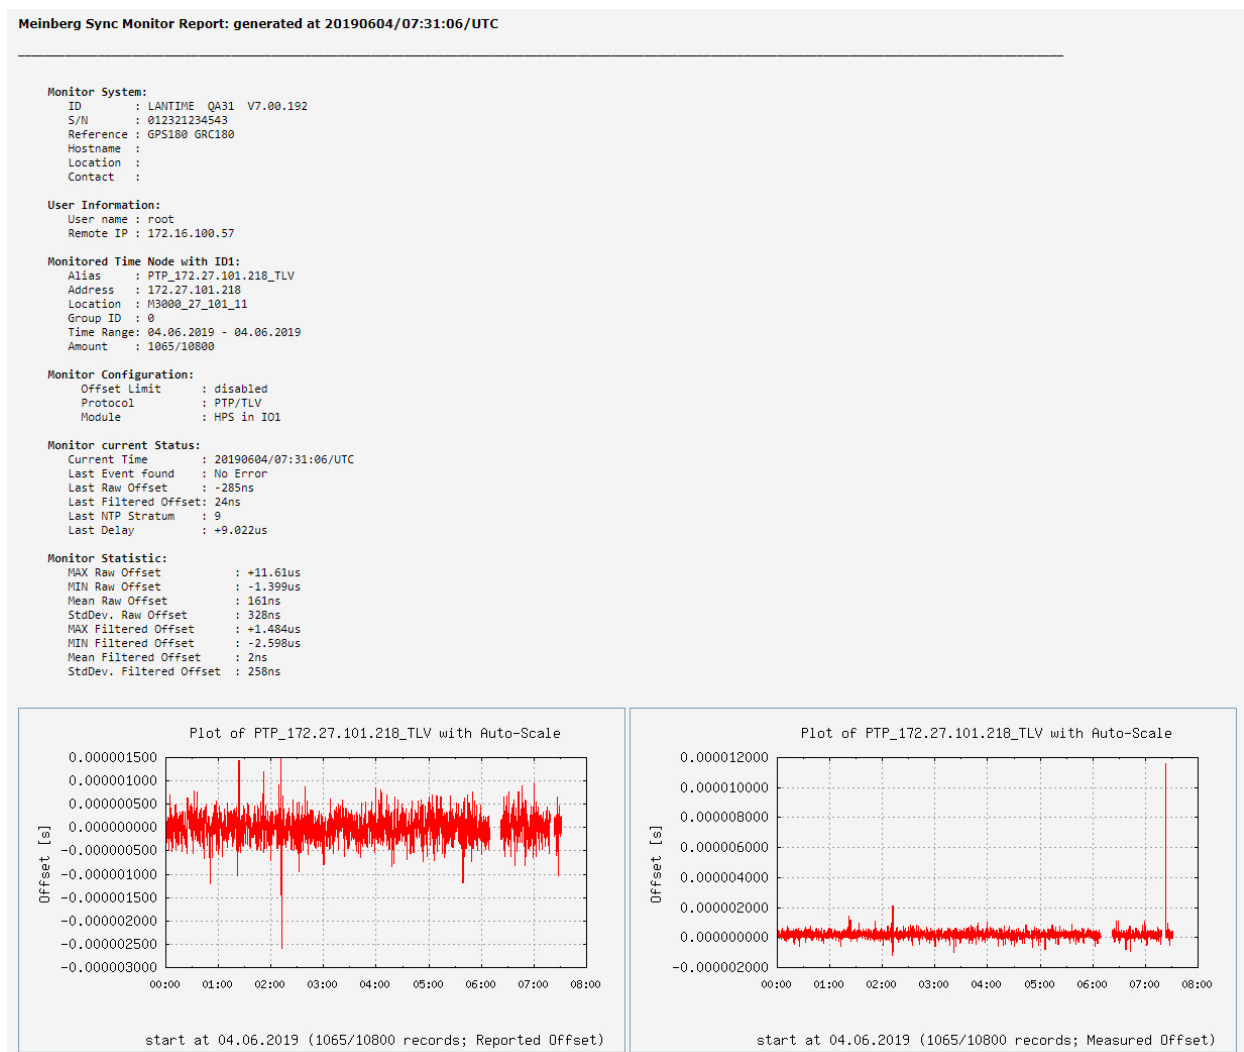 Meinberg Sync Monitor Report: generated at 20190604/07:31:06/UTC
Monitor System:
ID : LANTIME QA31 V7.00.192
S/N : 012321234543
Reference : GPS180 GRC180
Hostname :
Location :
Contact :
User Information:
User name : root
Remote IP : 172.16.100.57
Monitored Time Node with ID1:
Alias : PTP_172.27.101.218_TLV
Address : 172.27.101.218
Location : M3000_27_101_11
Group ID : 0
Time Range: 04.06.2019 - 04.06.2019
Amount : 1065/10800
Monitor Configuration:
Offset Limit : disabled
Protocol : PTP/TLV
Module : HPS in IO1
Monitor current Status:
Current Time : 20190604/07:31:06/UTC
Last Event found : No Error
Last Raw Offset : -285ns
Last Filtered Offset: 24ns
Last NTP Stratum : 9
Last Delay : +9.022us
Monitor Statistic:
MAX Raw Offset : +11.61us
MIN Raw Offset : -1.399us
Mean Raw Offset : 161ns
StdDev. Raw Offset : 328ns
MAX Filtered Offset : +1.484us
MIN Filtered Offset : -2.598us
Mean Filtered Offset : 2ns
StdDev. Filtered Offset : 258ns
Plot of PTP_172.27.101.218_TLV with Auto-Scale
0.000001500
0.000001000
0.000000500
0.000000000
-0.000000500
-0.000001000
-0.000001500
-0.000002000
-0.000002500
-0.000003000
Offset [s]
00:00 01:00 02:00 03:00 04:00 05:00 06:00 07:00 08:00
start at 04.06.2019 (1065/10800 records; Reported Offset)
Plot of PTP_172.27.101.218_TLV with Auto-Scale
0.000012000
0.000010000
0.000008000
0.000006000
0.000004000
0.000002000
0.000000000
-0.000002000
Offset [s]
00:00 01:00 02:00 03:00 04:00 05:00 06:00 07:00 08:00
start at 04.06.2019 (1065/10800 records; Measured Offset)